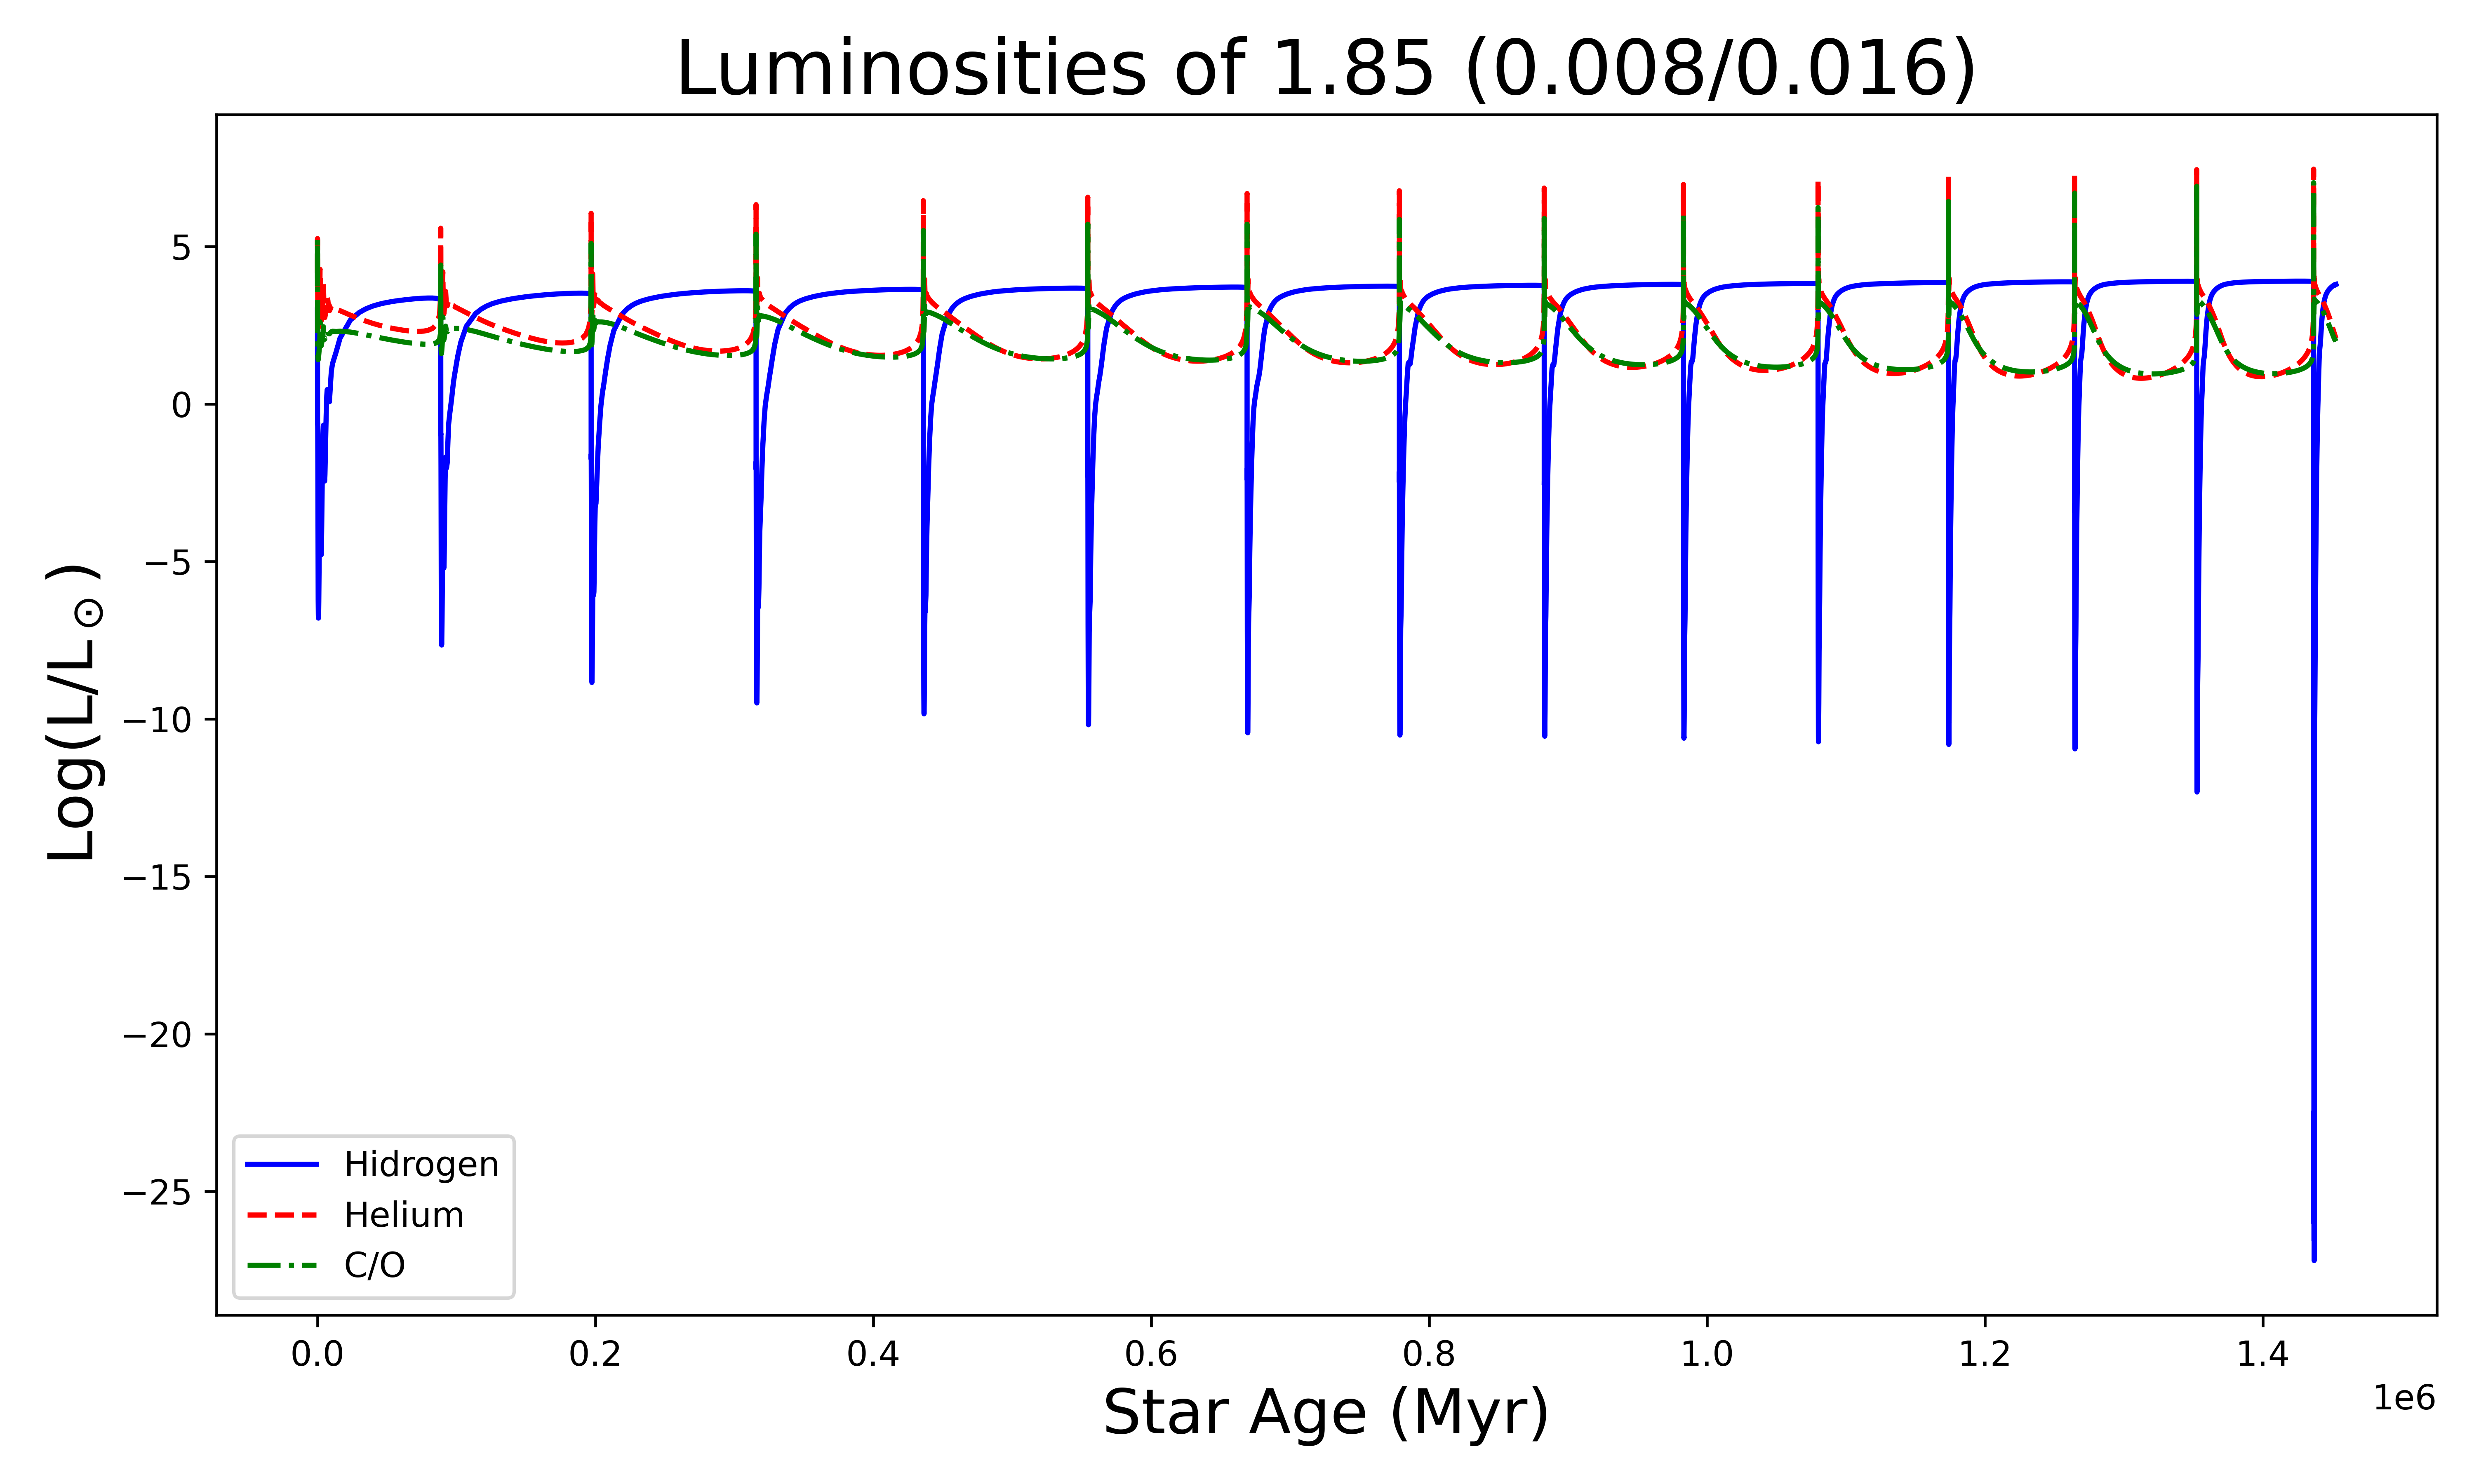 Luminosities of 1.85 (0.008/0.016)
Log(L/L⊙)
5
0
−5
−10
−15
−20
−25
Hidrogen
Helium
C/O
0.0 0.2 0.4 0.6 0.8 1.0 1.2 1.4
1e6
Star Age (Myr)